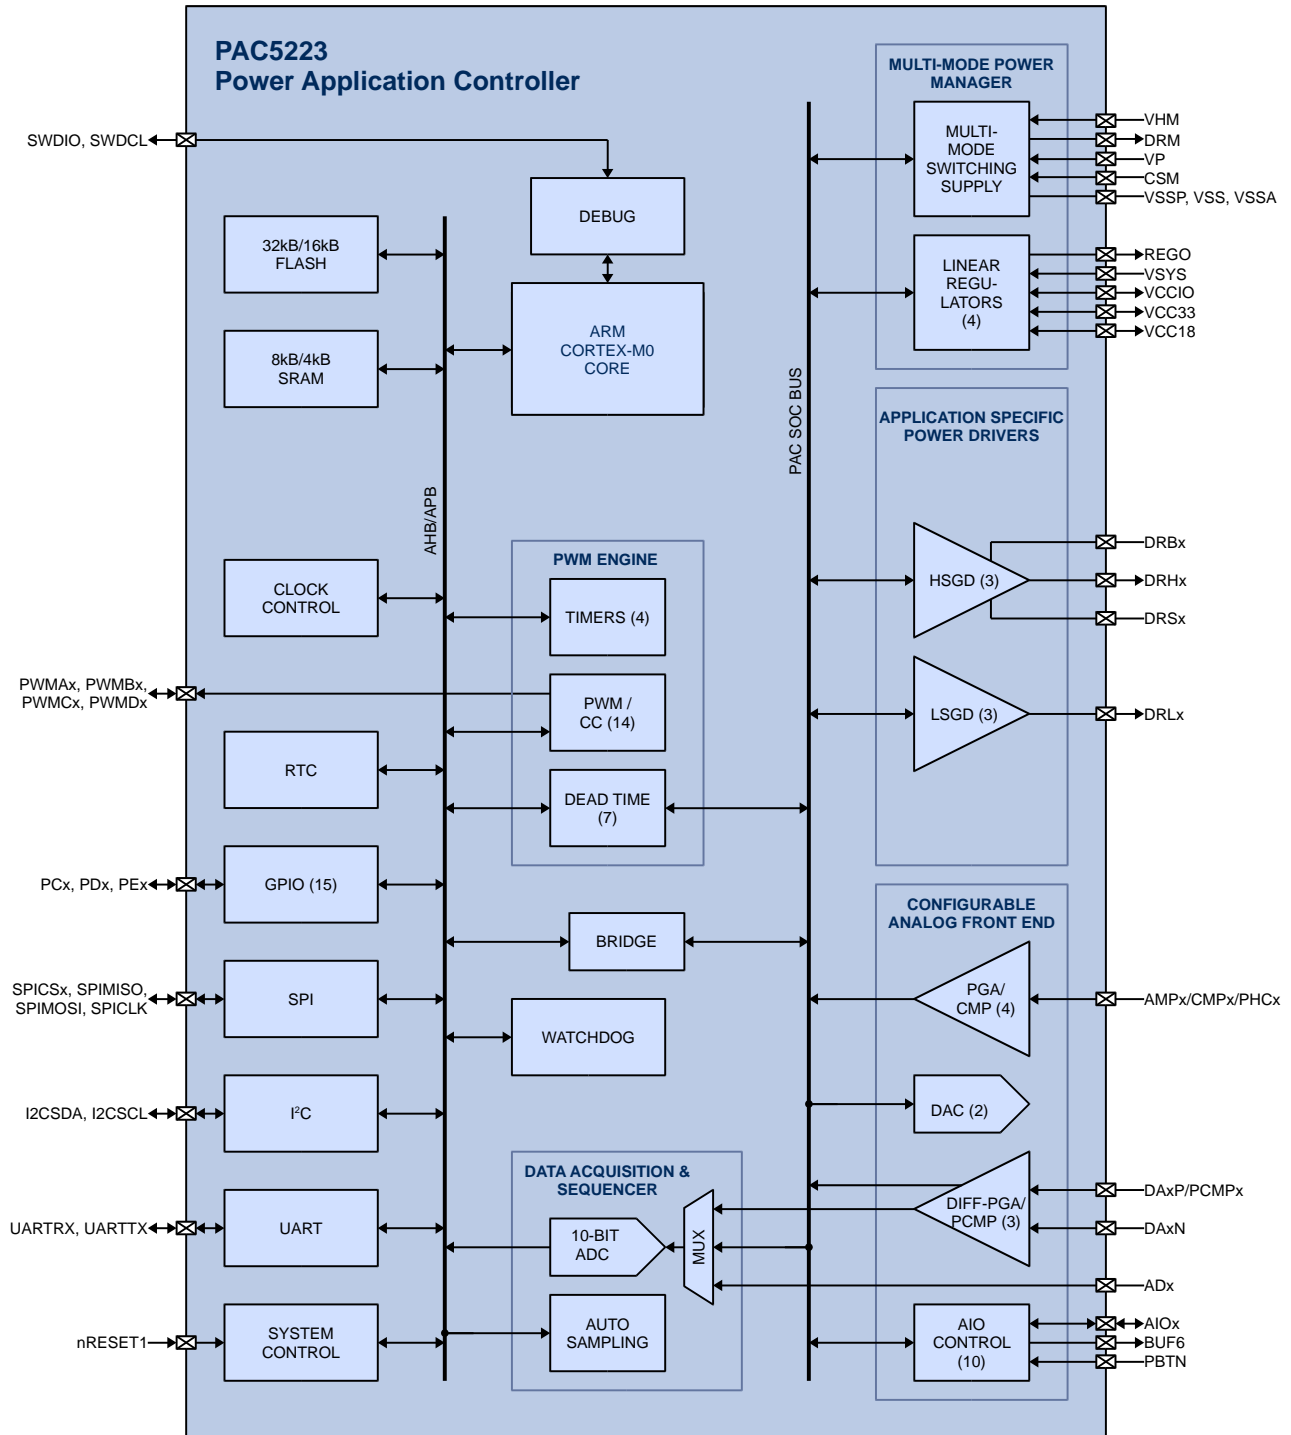 PAC5223
Power Application Controller
MULTI-MODE POWER
MANAGER
SWDIO, SWDCL
DEBUG
MULTI-
MODE
SWITCHING
SUPPLY
VHM
DRM
VP
CSM
VSSP, VSS, VSSA
32kB/16kB
FLASH
LINEAR
REGU-
LATORS
(4)
REGO
VSYS
VCCIO
VCC33
VCC18
ARM
CORTEX-M0
CORE
8kB/4kB
SRAM
PAC SOC BUS
AHB/APB
APPLICATION SPECIFIC
POWER DRIVERS
HSGD (3)
DRBx
DRHx
DRSx
LSGD (3)
DRLx
CLOCK
CONTROL
PWM ENGINE
TIMERS (4)
PWMAx, PWMBx,
PWMCx, PWMDx
PWM /
CC (14)
RTC
DEAD TIME
(7)
PCx, PDx, PEx
GPIO (15)
BRIDGE
CONFIGURABLE
ANALOG FRONT END
SPICSx, SPIMISO,
SPIMOSI, SPICLK
SPI
WATCHDOG
PGA/
CMP (4)
AMPx/CMPx/PHCx
I2CSDA, I2CSCL
I²C
DAC (2)
DATA ACQUISITION &
SEQUENCER
UARTRX, UARTTX
UART
10-BIT
ADC
MUX
DIFF-PGA/
PCMP (3)
DAxP/PCMPx
DAxN
ADx
nRESET1
SYSTEM
CONTROL
AUTO
SAMPLING
AIO
CONTROL
(10)
AIOx
BUF6
PBTN